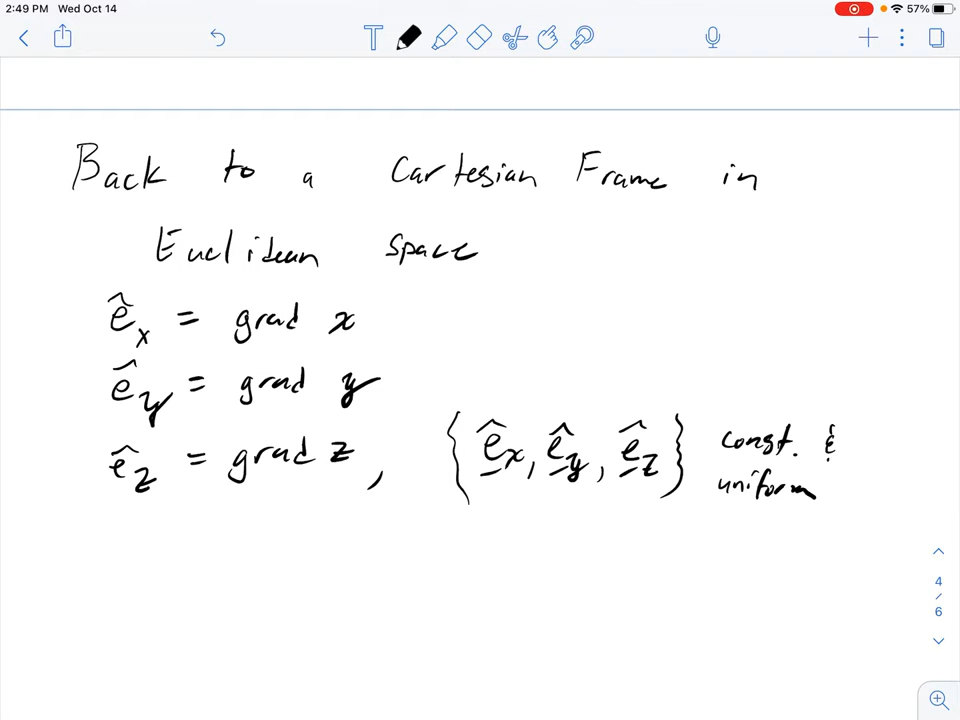 2:49 PM Wed Oct 14
57%
T
Back to a Cartesian Frame in
Euclidean space
ê_x = grad x
ê_y = grad y
ê_z = grad z , { ê_x, ê_y, ê_z } const. &
uniform
4
/
6